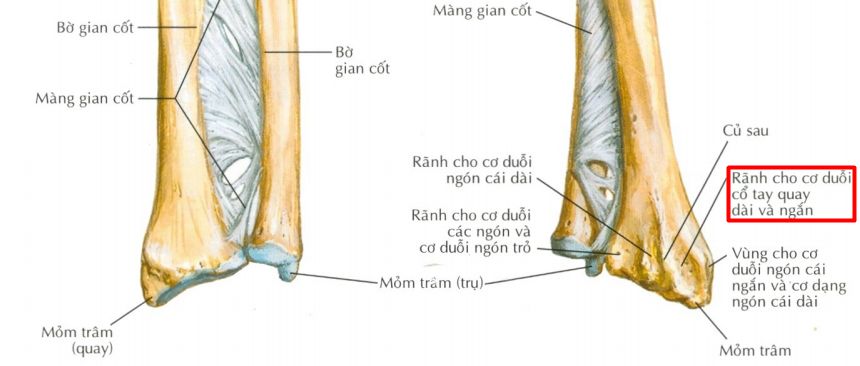 Bờ gian cốt
Màng gian cốt
Bờ
gian cốt
Mỏm trâm
(quay)
Mỏm trâm (trụ)
Màng gian cốt
Rãnh cho cơ duỗi
ngón cái dài
Rãnh cho cơ duỗi
các ngón và
cơ duỗi ngón trỏ
Củ sau
Rãnh cho cơ duỗi
cổ tay quay
dài và ngắn
Vùng cho cơ
duỗi ngón cái
ngắn và cơ dạng
ngón cái dài
Mỏm trâm